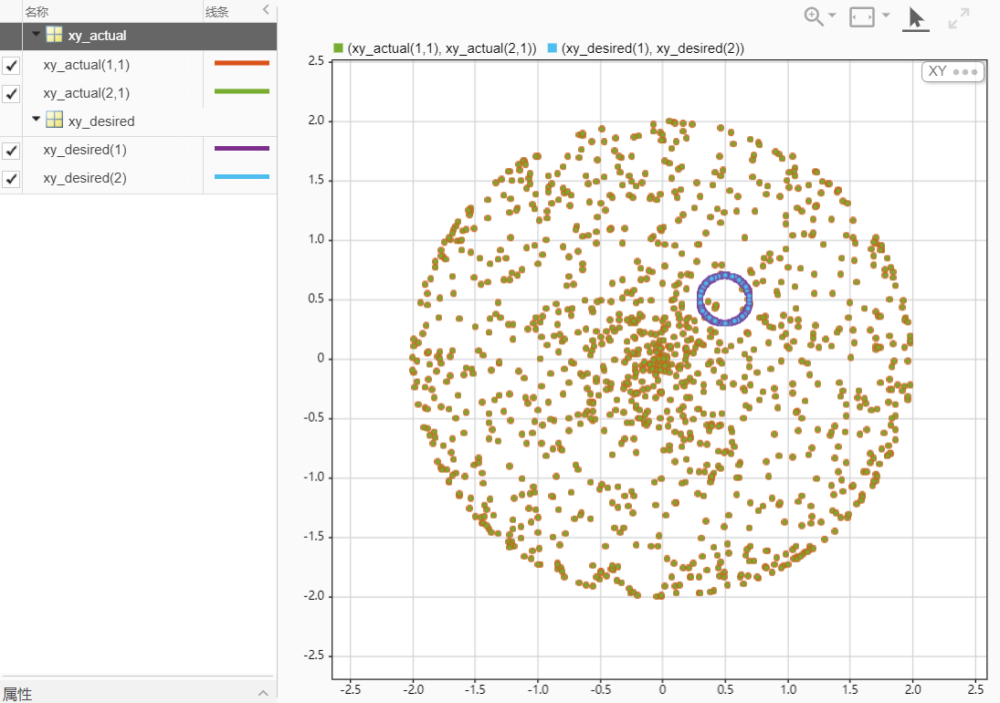 名称 线条
xy_actual
xy_actual(1,1)
xy_actual(2,1)
xy_desired
xy_desired(1)
xy_desired(2)
属性
(xy_actual(1,1), xy_actual(2,1)) (xy_desired(1), xy_desired(2))
XY
2.5
2.0
1.5
1.0
0.5
0
-0.5
-1.0
-1.5
-2.0
-2.5
-2.5 -2.0 -1.5 -1.0 -0.5 0 0.5 1.0 1.5 2.0 2.5